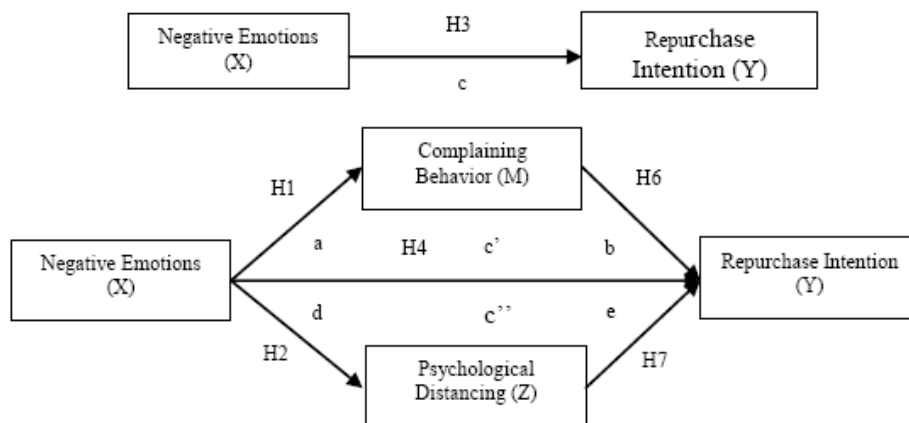 H3
Negative Emotions
(X)
Repurchase
Intention (Y)
c
Complaining
Behavior (M)
H1
H6
a
H4
c’
b
Negative Emotions
(X)
Repurchase Intention
(Y)
d
c’’
e
H2
H7
Psychological
Distancing (Z)